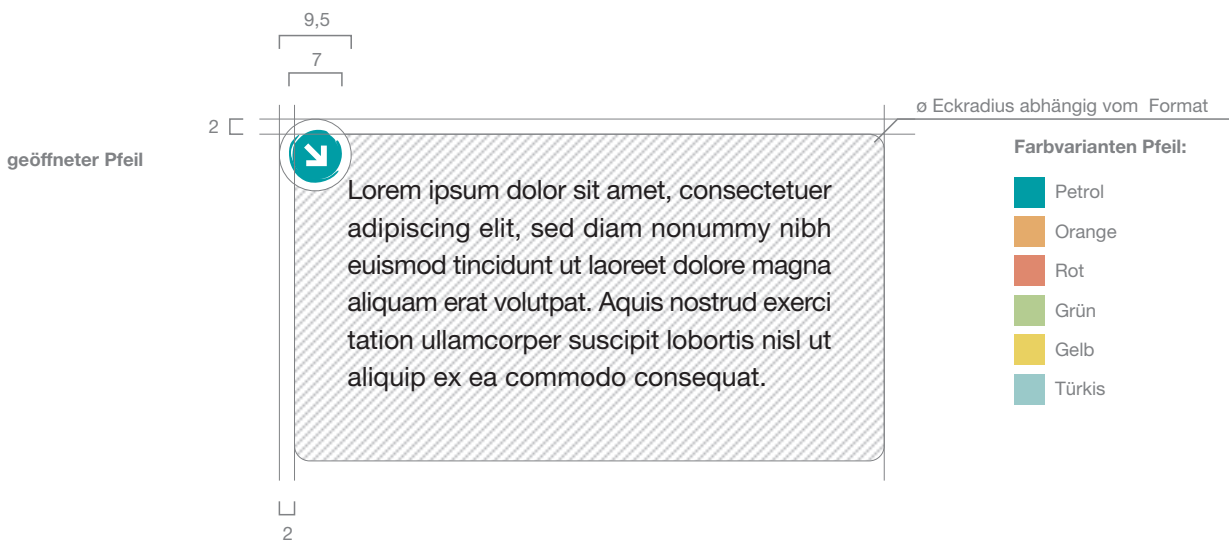 9,5
7
ø Eckradius abhängig vom Format
2
geöffneter Pfeil
Farbvarianten Pfeil:
Lorem ipsum dolor sit amet, consectetuer
adipiscing elit, sed diam nonummy nibh
euismod tincidunt ut laoreet dolore magna
aliquam erat volutpat. Aquis nostrud exerci
tation ullamcorper suscipit lobortis nisl ut
aliquip ex ea commodo consequat.
Petrol
Orange
Rot
Grün
Gelb
Türkis
2